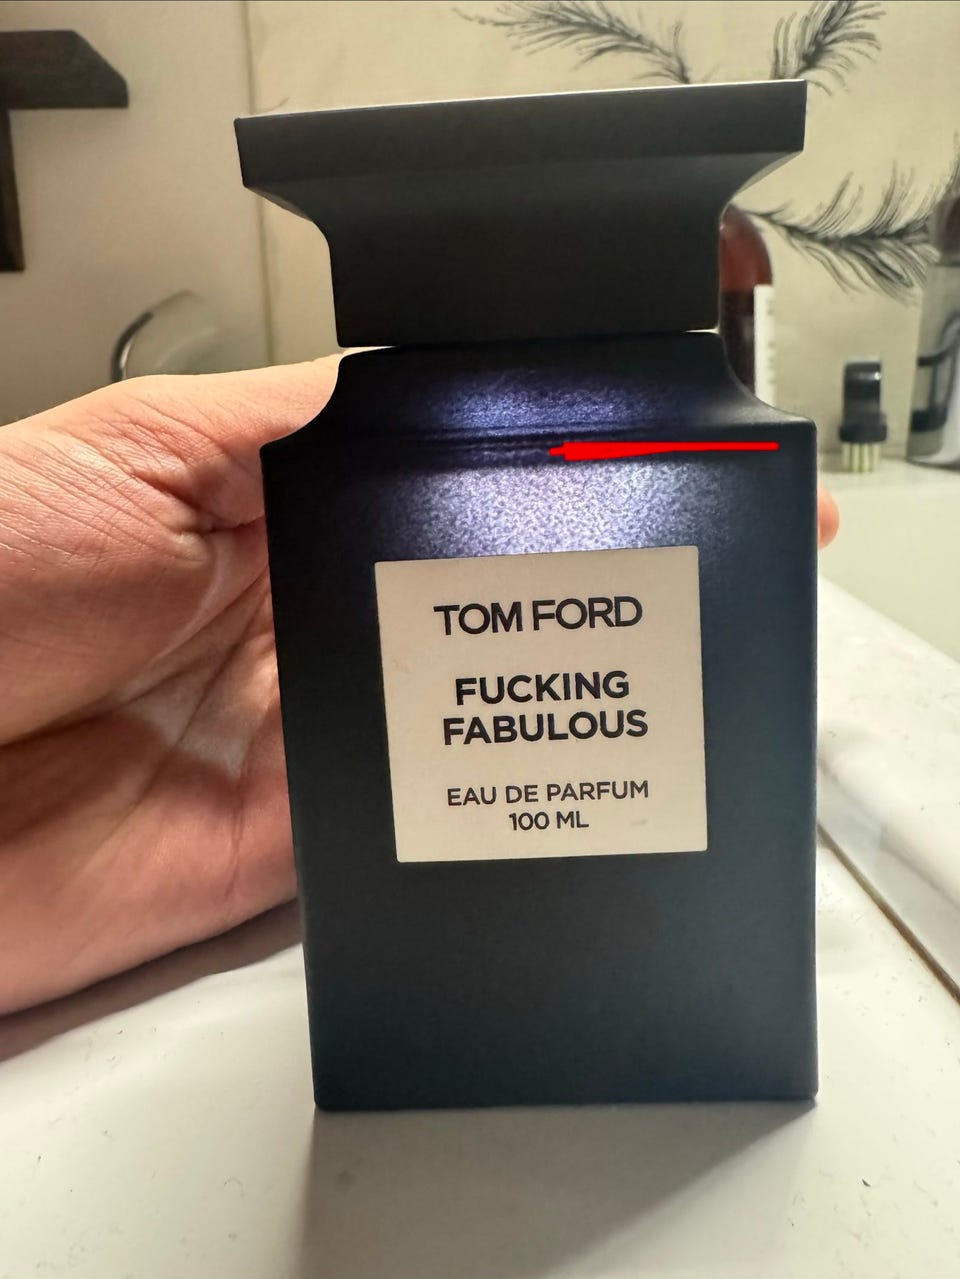 TOM FORD
FUCKING
FABULOUS
EAU DE PARFUM
100 ML